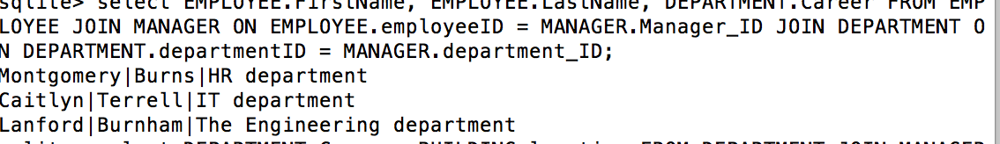 sqlite> select EMPLOYEE.FirstName, EMPLOYEE.LastName, DEPARTMENT.Career FROM EMP
LOYEE JOIN MANAGER ON EMPLOYEE.employeeID = MANAGER.Manager_ID JOIN DEPARTMENT O
N DEPARTMENT.departmentID = MANAGER.department_ID;
Montgomery|Burns|HR department
Caitlyn|Terrell|IT department
Lanford|Burnham|The Engineering department